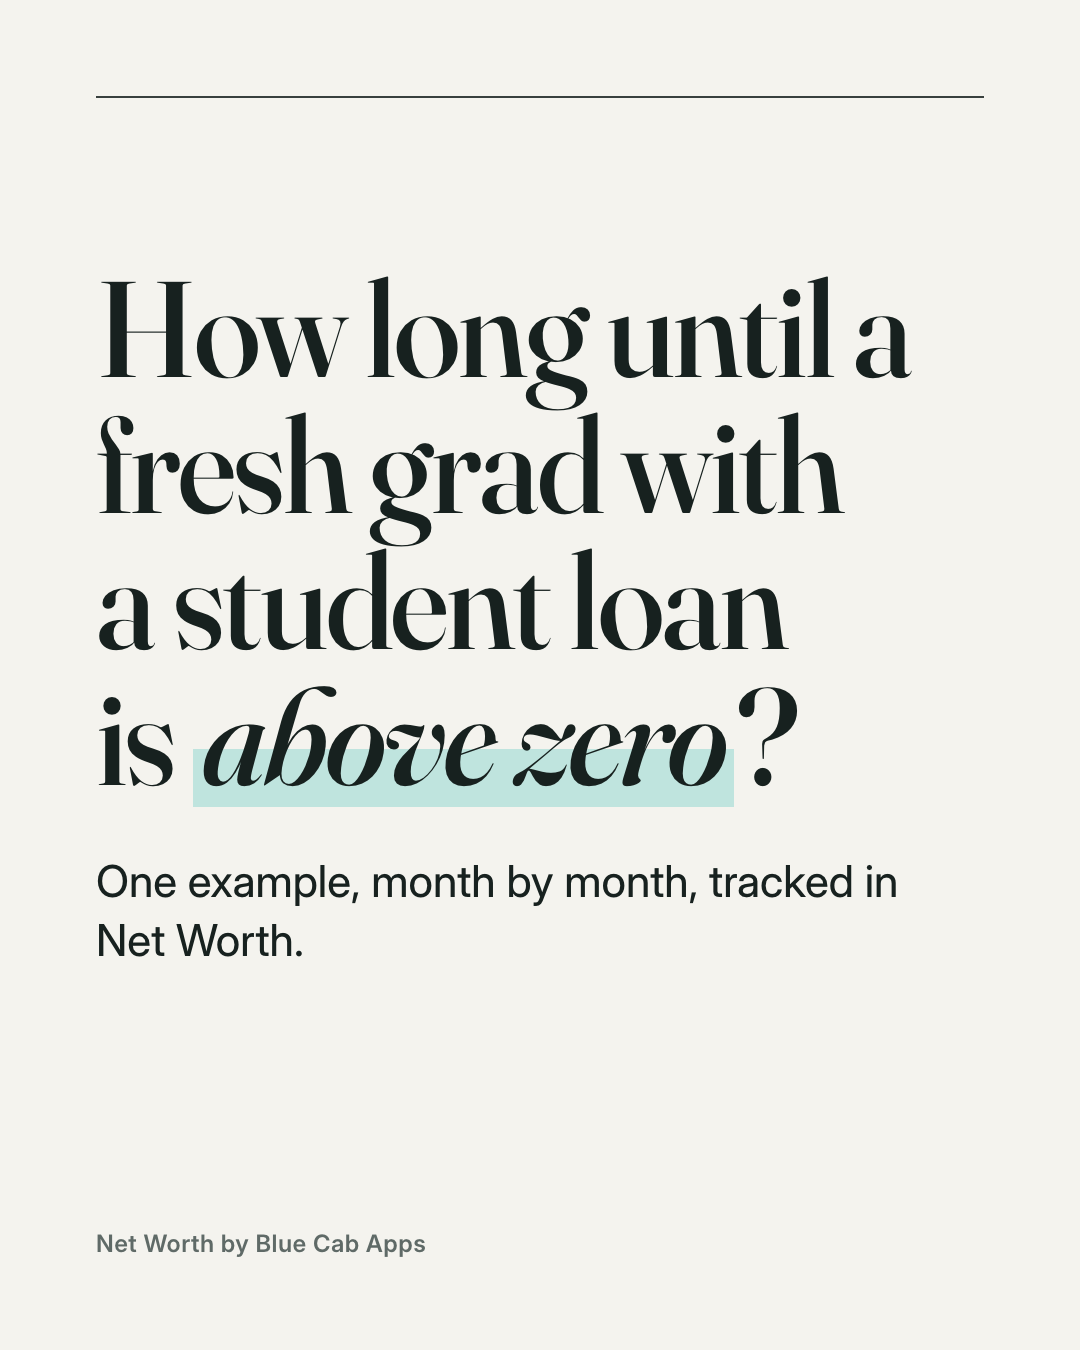 How long until a
fresh grad with
a student loan
is above zero?
One example, month by month, tracked in
Net Worth.
Net Worth by Blue Cab Apps